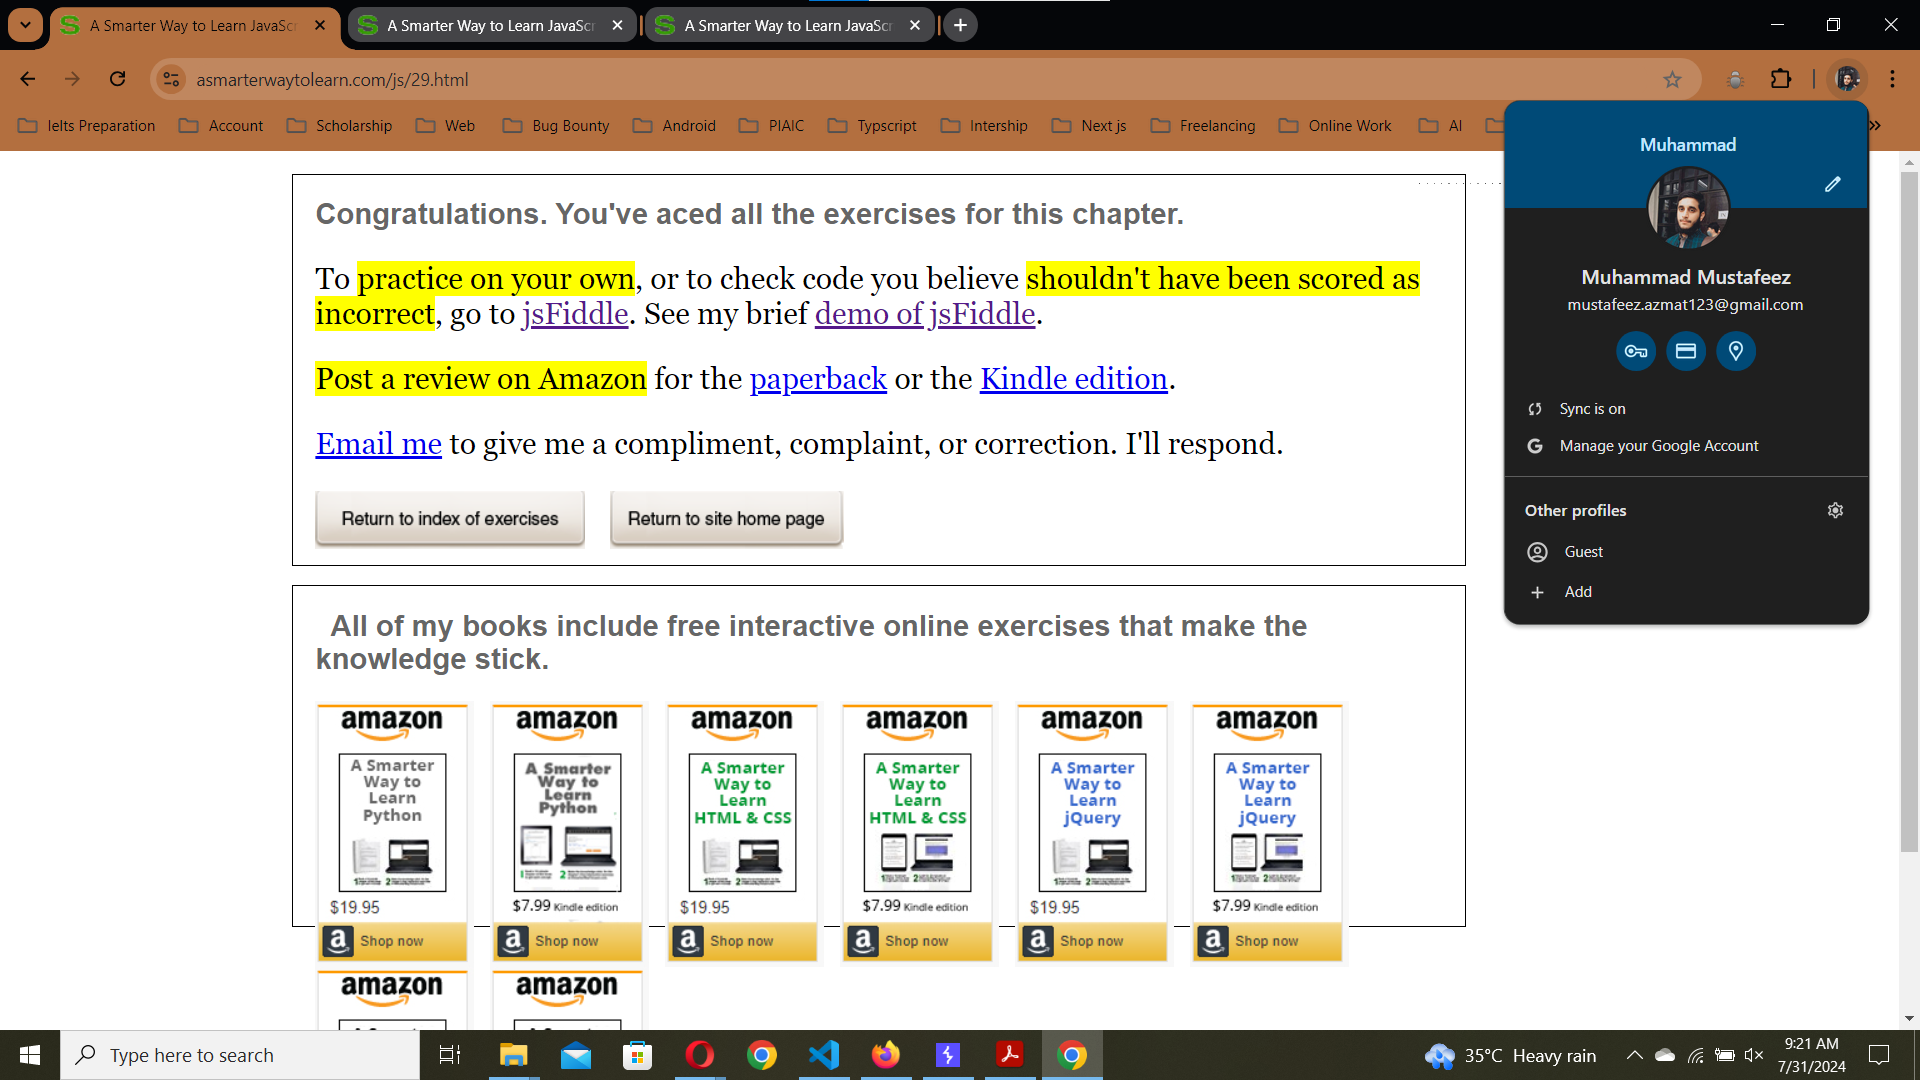 A Smarter Way to Learn JavaScr
A Smarter Way to Learn JavaScr
A Smarter Way to Learn JavaScr
asmarterwaytolearn.com/js/29.html
Ielts Preparation
Account
Scholarship
Web
Bug Bounty
Android
PIAIC
Typscript
Intership
Next js
Freelancing
Online Work
AI
Muhammad
Muhammad Mustafeez
mustafeez.azmat123@gmail.com
Sync is on
Manage your Google Account
Other profiles
Guest
Add
Congratulations. You've aced all the exercises for this chapter.
To practice on your own, or to check code you believe shouldn't have been scored as
incorrect, go to jsFiddle. See my brief demo of jsFiddle.
Post a review on Amazon for the paperback or the Kindle edition.
Email me to give me a compliment, complaint, or correction. I'll respond.
Return to index of exercises
Return to site home page
All of my books include free interactive online exercises that make the
knowledge stick.
amazon
A Smarter
Way to
Learn
Python
$19.95
Shop now
amazon
A Smarter
Way to
Learn
Python
$7.99 Kindle edition
Shop now
amazon
A Smarter
Way to
Learn
HTML & CSS
$19.95
Shop now
amazon
A Smarter
Way to
Learn
HTML & CSS
$7.99 Kindle edition
Shop now
amazon
A Smarter
Way to
Learn
jQuery
$19.95
Shop now
amazon
A Smarter
Way to
Learn
jQuery
$7.99 Kindle edition
Shop now
amazon
amazon
Type here to search
35°C Heavy rain
9:21 AM
7/31/2024